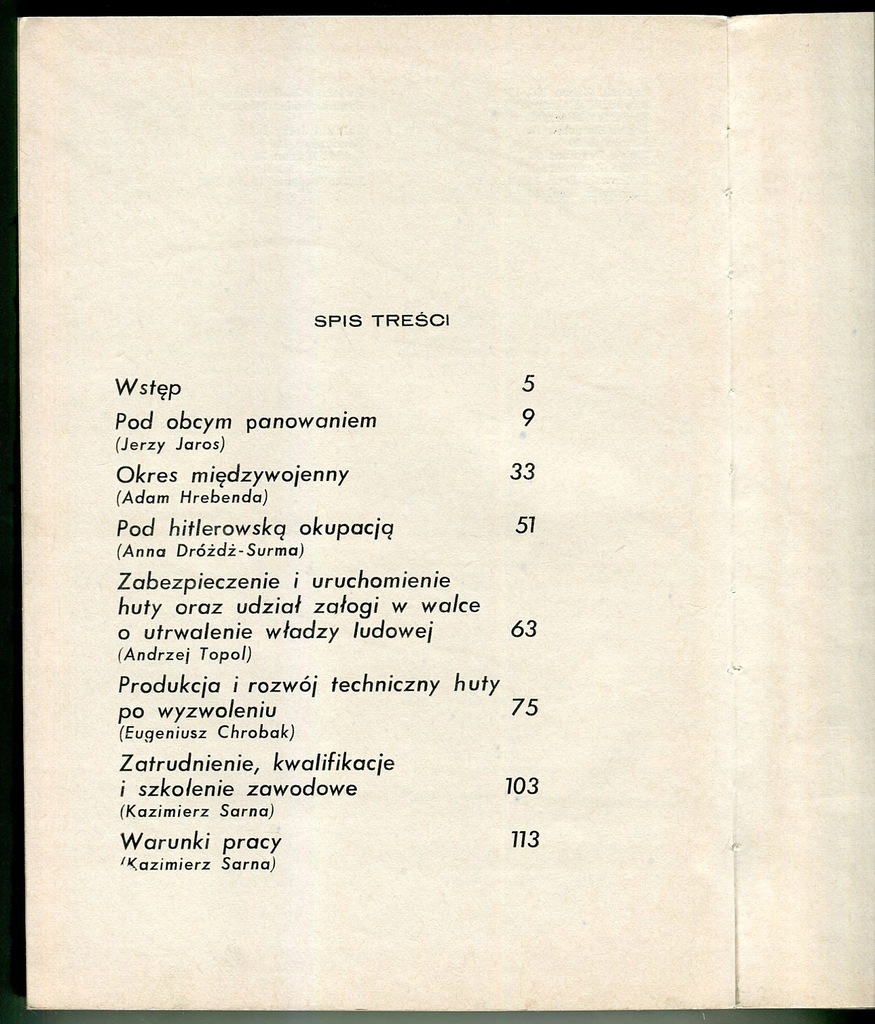 SPIS TREŚCI
Wstęp 5
Pod obcym panowaniem 9
(Jerzy Jaros)
Okres międzywojenny 33
(Adam Hrebenda)
Pod hitlerowską okupacją 51
(Anna Dróżdż-Surma)
Zabezpieczenie i uruchomienie
huty oraz udział załogi w walce
o utrwalenie władzy ludowej 63
(Andrzej Topol)
Produkcja i rozwój techniczny huty
po wyzwoleniu 75
(Eugeniusz Chrobak)
Zatrudnienie, kwalifikacje
i szkolenie zawodowe 103
(Kazimierz Sarna)
Warunki pracy 113
(Kazimierz Sarna)